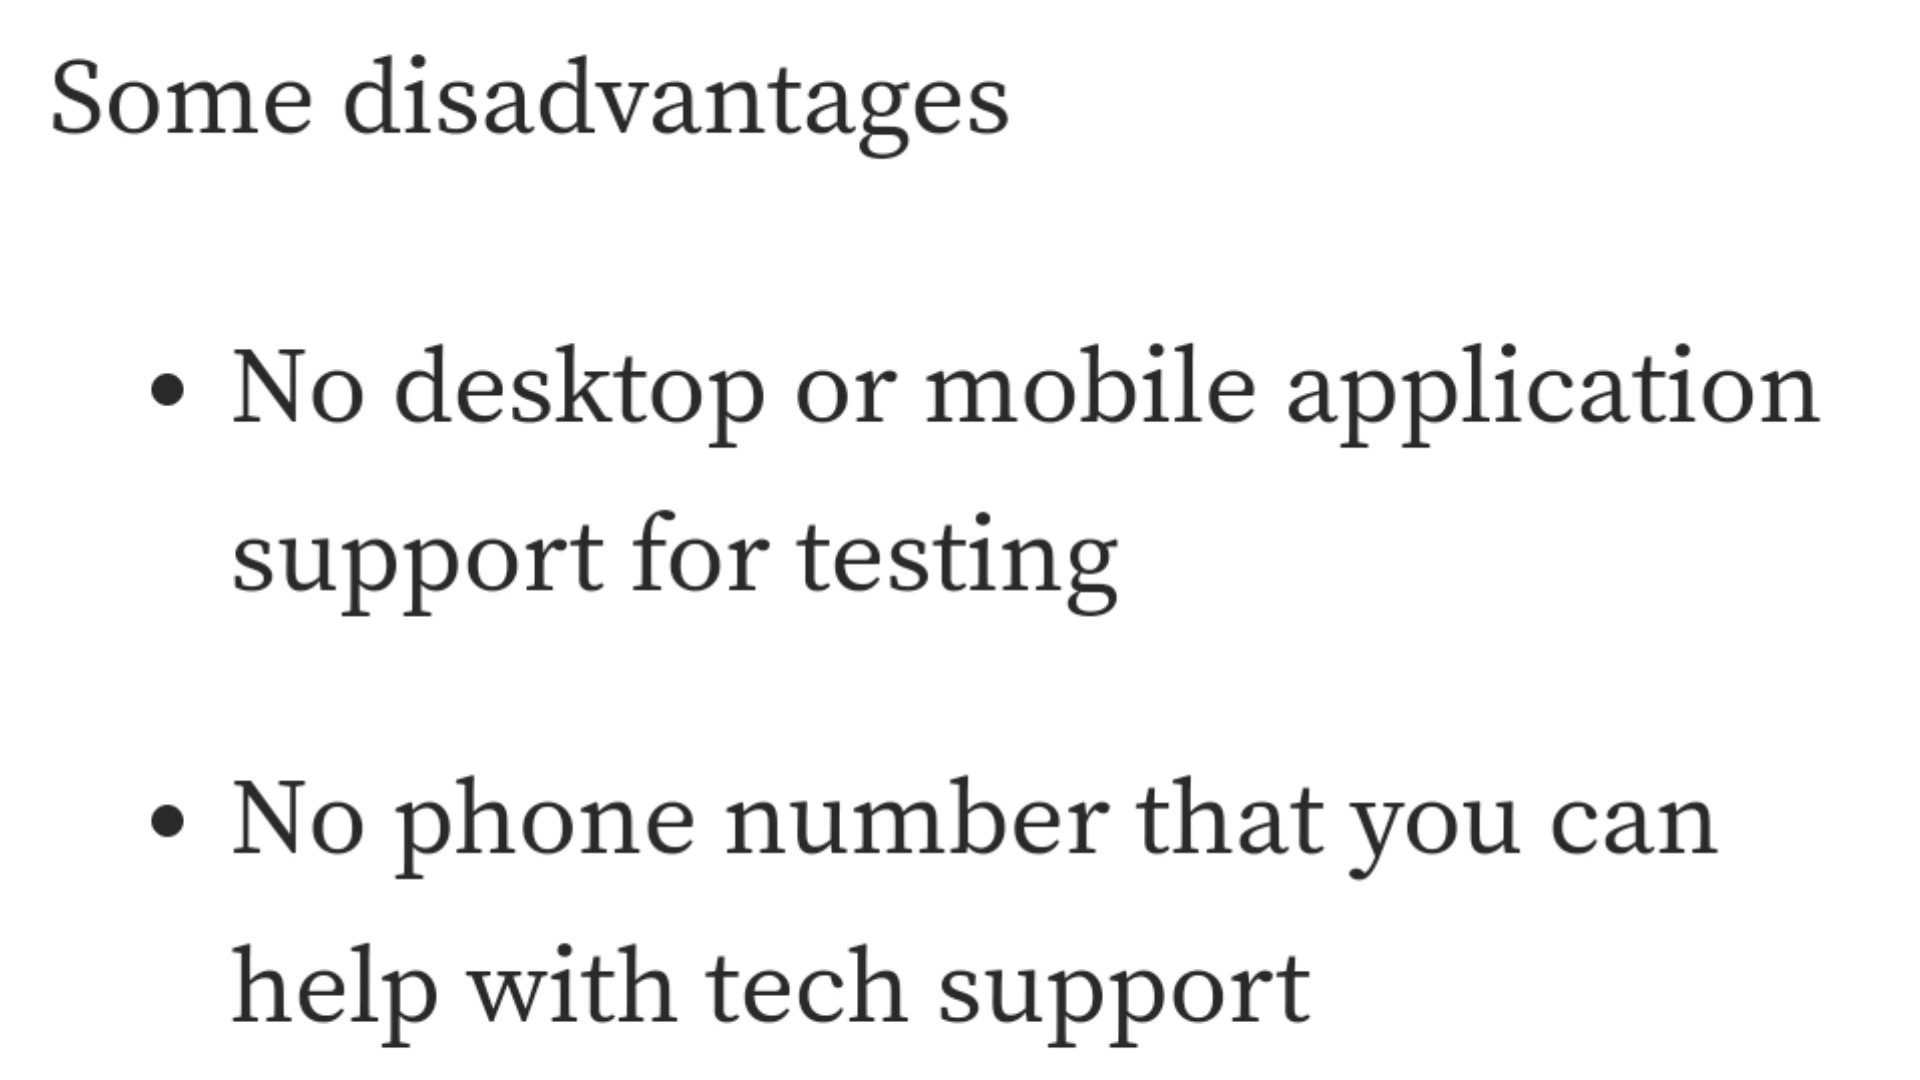 Some disadvantages
• No desktop or mobile application
support for testing
• No phone number that you can
help with tech support